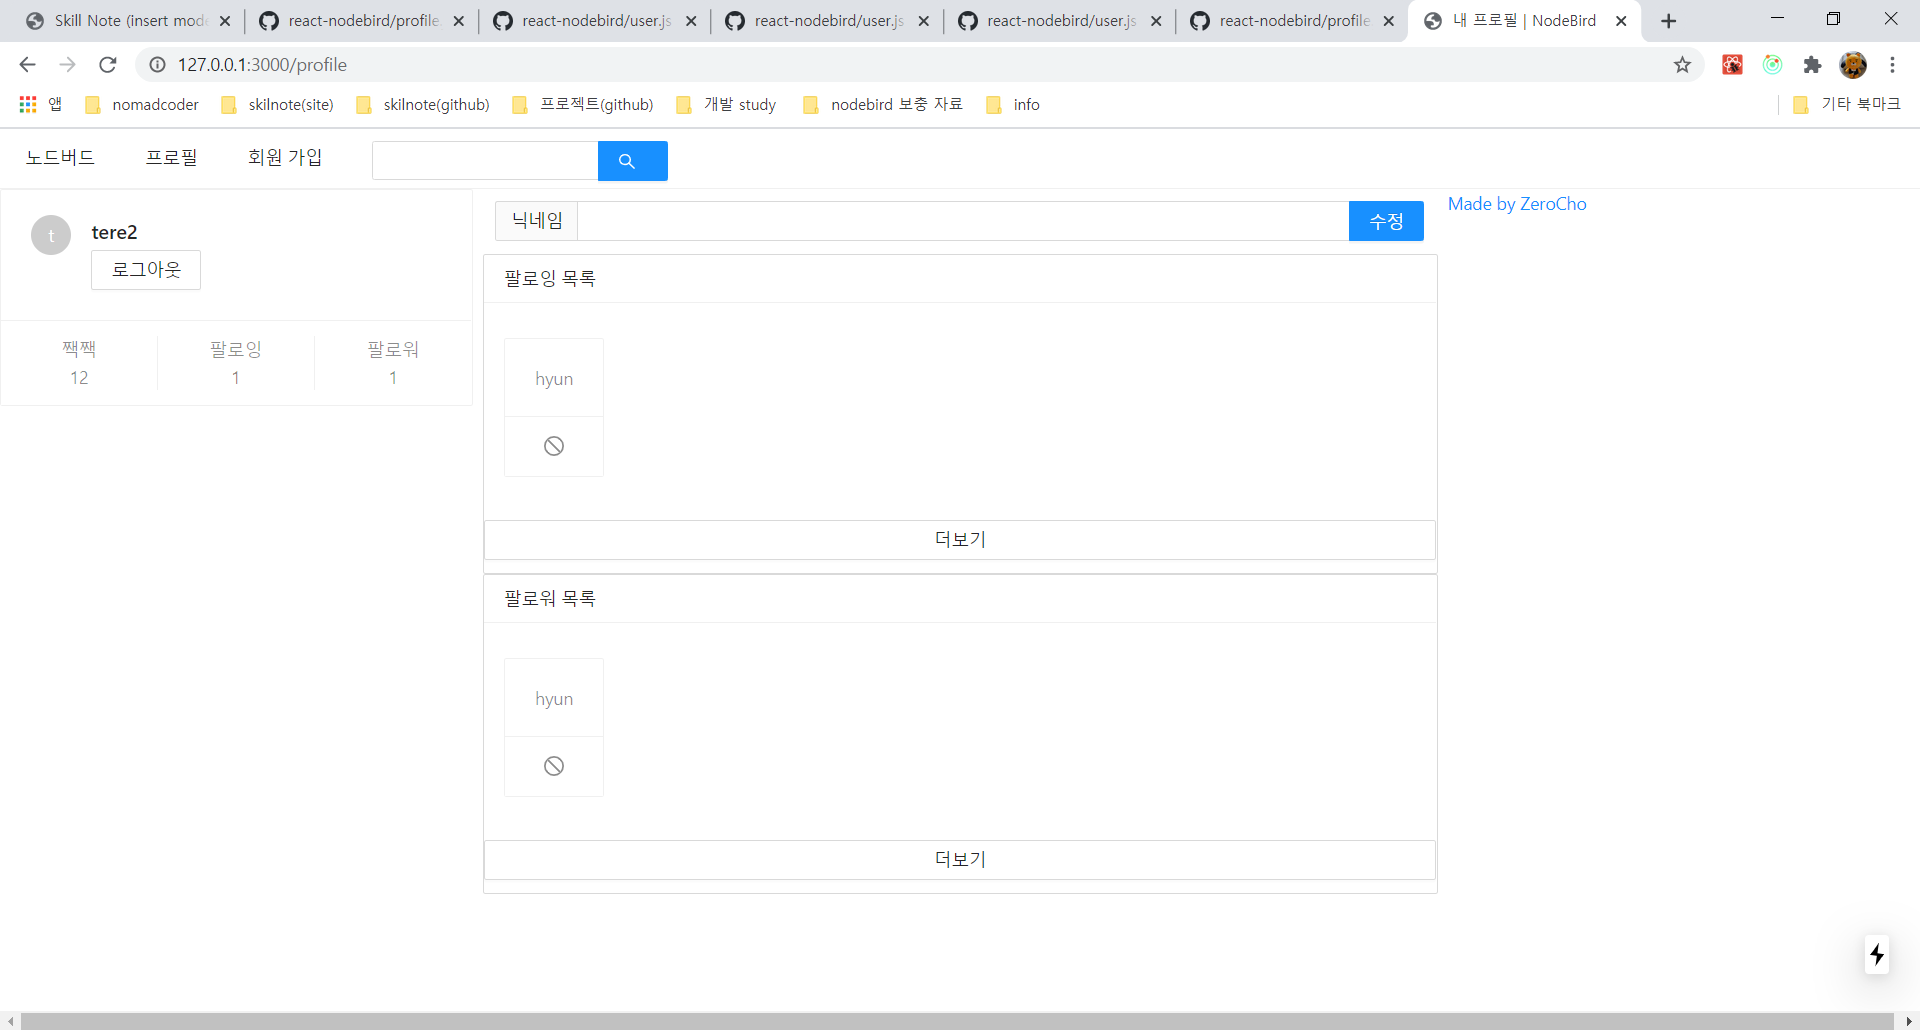 Skill Note (insert mod
react-nodebird/profile.
react-nodebird/user.js
react-nodebird/user.js
react-nodebird/user.js
react-nodebird/profile
내 프로필 | NodeBird
127.0.0.1:3000/profile
앱
nomadcoder
skilnote(site)
skilnote(github)
프로젝트(github)
개발 study
nodebird 보충 자료
info
기타 북마크
노드버드
프로필
회원 가입
t
tere2
로그아웃
짹짹
12
팔로잉
1
팔로워
1
닉네임
수정
Made by ZeroCho
팔로잉 목록
hyun
더보기
팔로워 목록
hyun
더보기